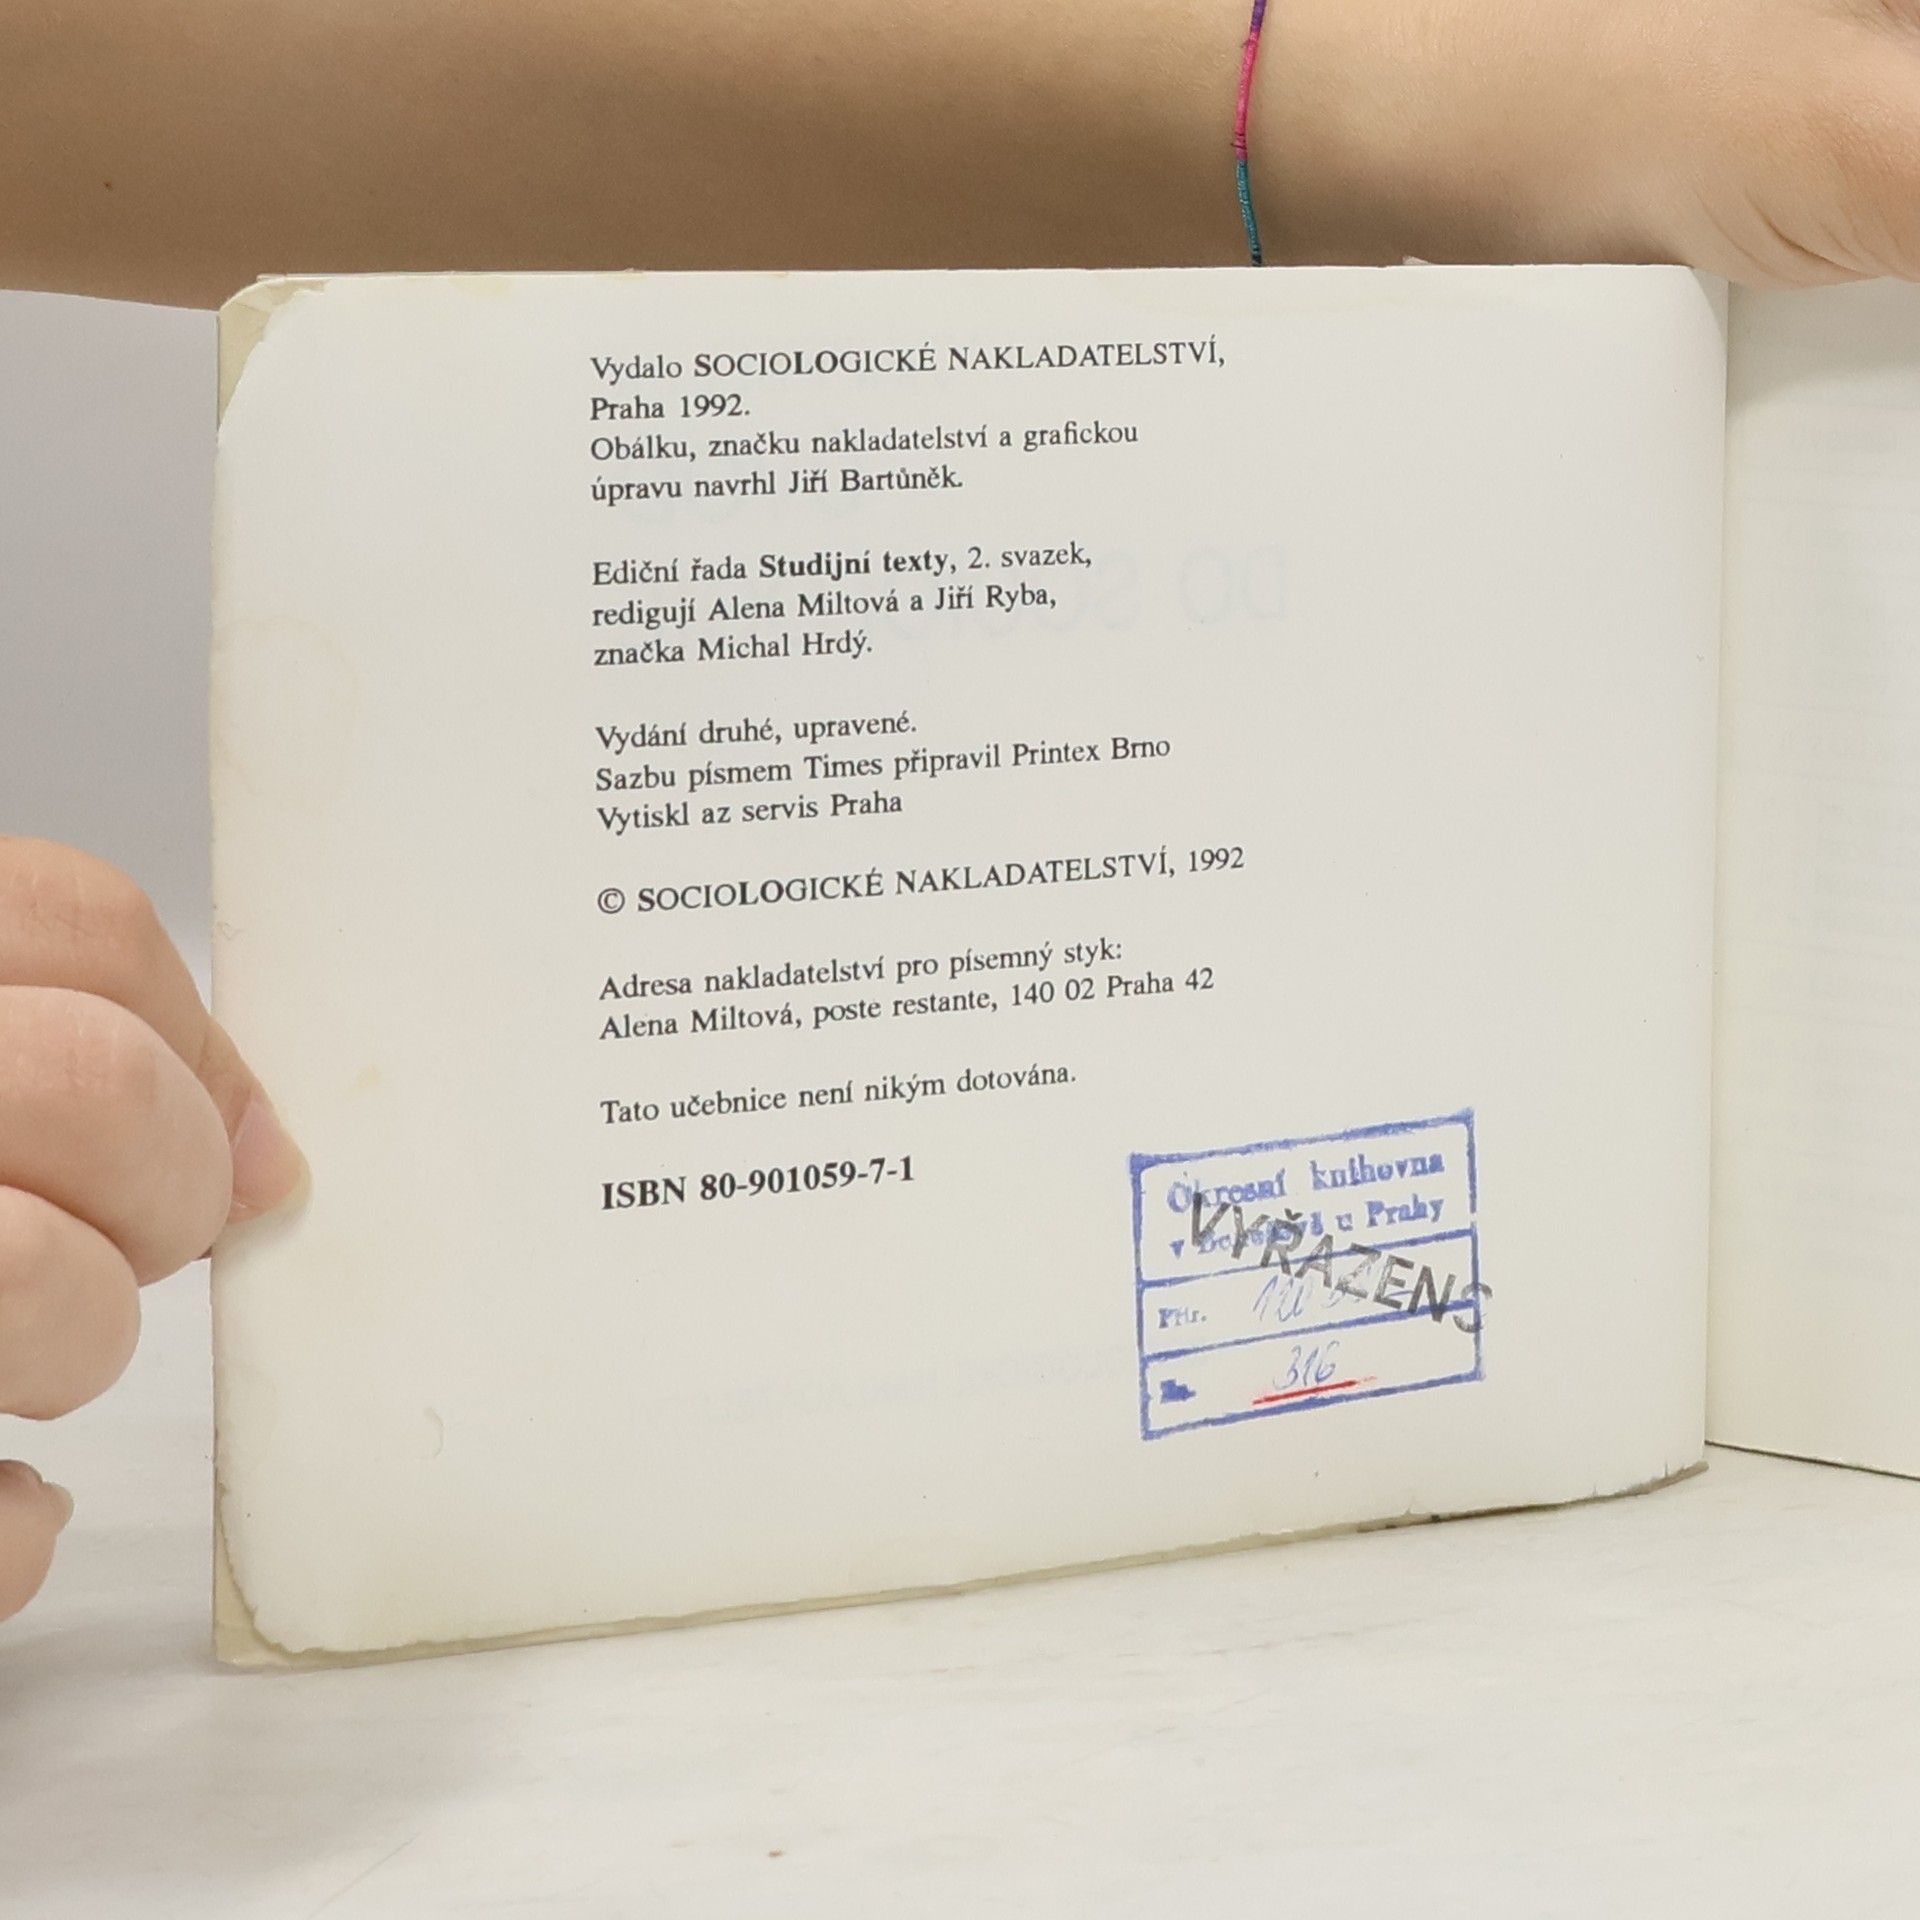 Vydalo SOCIOLOGICKÉ NAKLADATELSTVÍ,
Praha 1992.
Obálku, značku nakladatelství a grafickou
úpravu navrhl Jiří Bartůněk.
Ediční řada Studijní texty, 2. svazek,
redigují Alena Miltová a Jiří Ryba,
značka Michal Hrdý.
Vydání druhé, upravené.
Sazbu písmem Times připravil Printex Brno
Vytiskl az servis Praha
© SOCIOLOGICKÉ NAKLADATELSTVÍ, 1992
Adresa nakladatelství pro písemný styk:
Alena Miltová, poste restante, 140 02 Praha 42
Tato učebnice není nikým dotována.
ISBN 80-901059-7-1
Okresní knihovna
v u Prahy
VYŘAZENO
Přír.
316